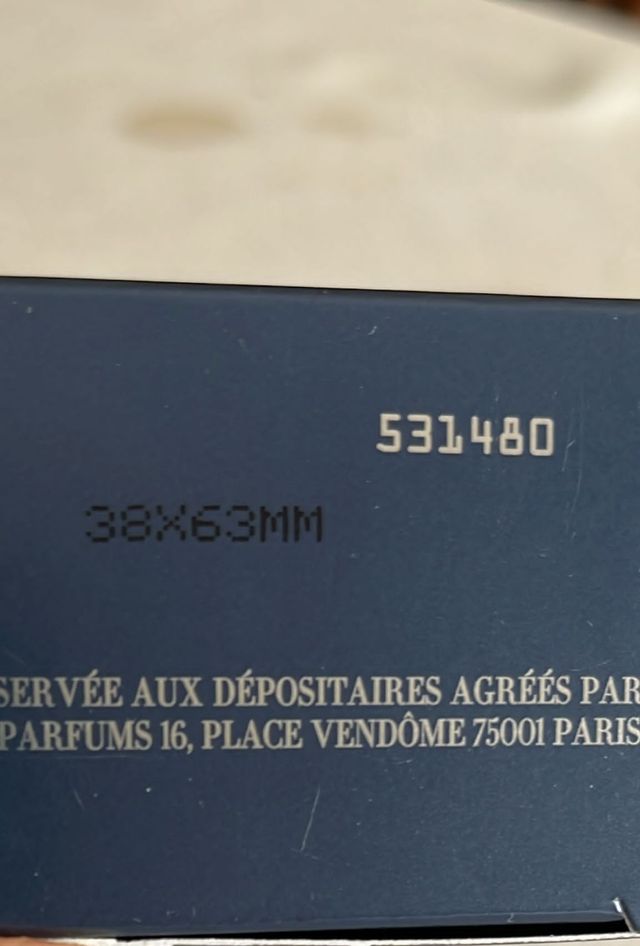 531480
38X63MM
SERVÉE AUX DÉPOSITAIRES AGRÉÉS PAR
PARFUMS 16, PLACE VENDÔME 75001 PARIS